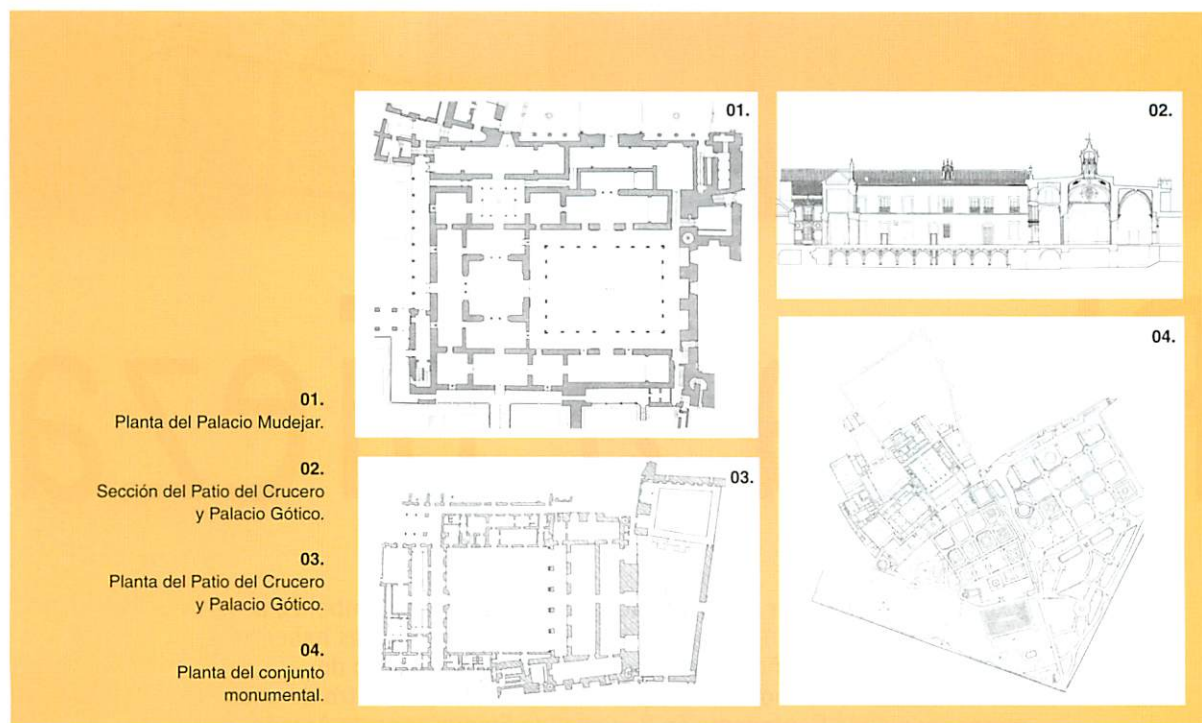 01.
Planta del Palacio Mudejar.
02.
Sección del Patio del Crucero
y Palacio Gótico.
03.
Planta del Patio del Crucero
y Palacio Gótico.
04.
Planta del conjunto
monumental.
01.
02.
03.
04.